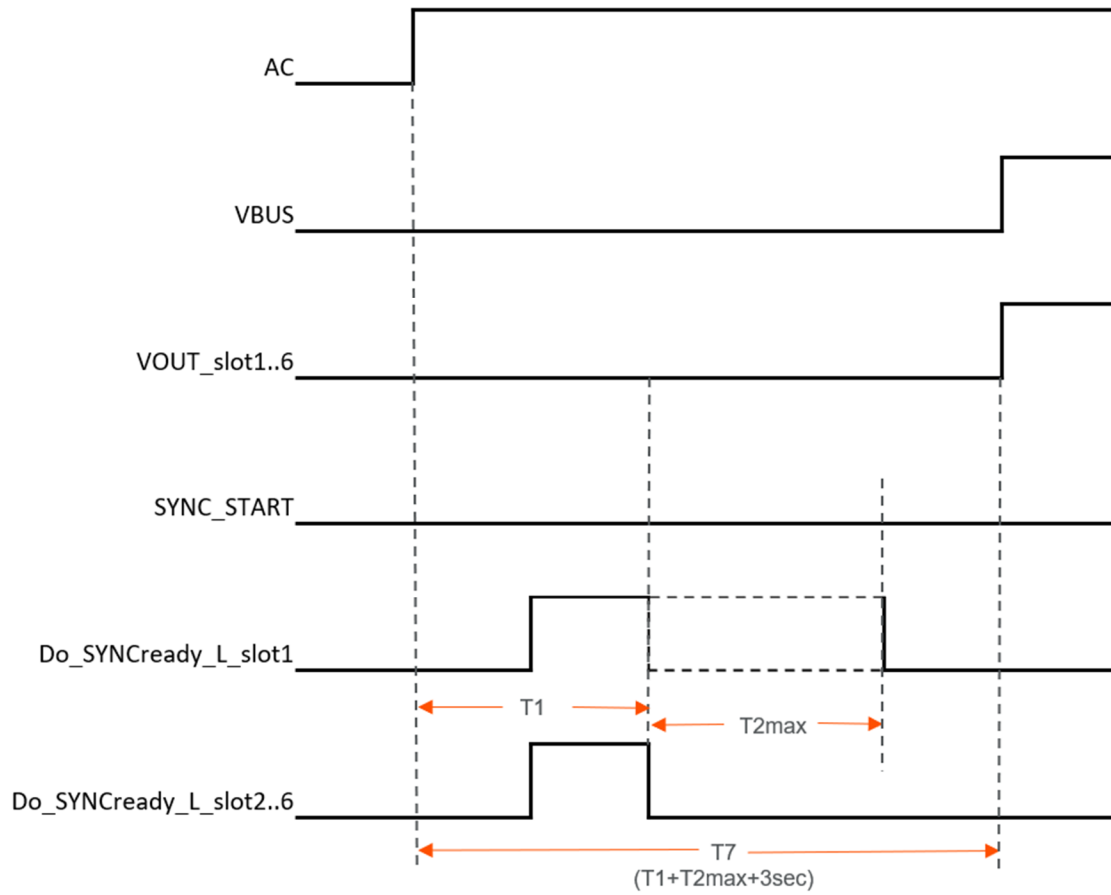 AC
VBUS
VOUT_slot1..6
SYNC_START
Do_SYNCready_L_slot1
T1
T2max
Do_SYNCready_L_slot2..6
T7
(T1+T2max+3sec)